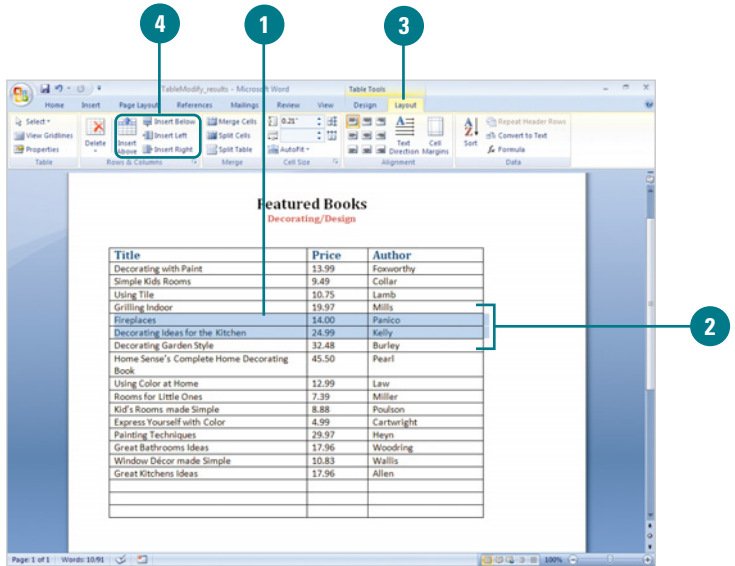 4 1 3
TableModify_results - Microsoft Word Table Tools
Home Insert Page Layout References Mailings Review View Design Layout
Select Insert Below Merge Cells 0.21" Repeat Header Rows
View Gridlines Delete Insert Above Insert Left Split Cells Text Direction Cell Margins Sort Convert to Text
Properties Insert Right Split Table AutoFit Formula
Table Rows & Columns Merge Cell Size Alignment Data
Featured Books
Decorating/Design
Title Price Author
Decorating with Paint 13.99 Foxworthy
Simple Kids Rooms 9.49 Collar
Using Tile 10.75 Lamb
Grilling Indoor 19.97 Mills
Fireplaces 14.00 Panico
Decorating Ideas for the Kitchen 24.99 Kelly
2
Decorating Garden Style 32.48 Burley
Home Sense's Complete Home Decorating 45.50 Pearl
Book
Using Color at Home 12.99 Law
Rooms for Little Ones 7.39 Miller
Kid's Rooms made Simple 8.88 Poulson
Express Yourself with Color 4.99 Cartwright
Painting Techniques 29.97 Heyn
Great Bathrooms Ideas 17.96 Woodring
Window Décor made Simple 10.83 Wallis
Great Kitchens Ideas 17.96 Allen
Page: 1 of 1 Words: 10/91 100%